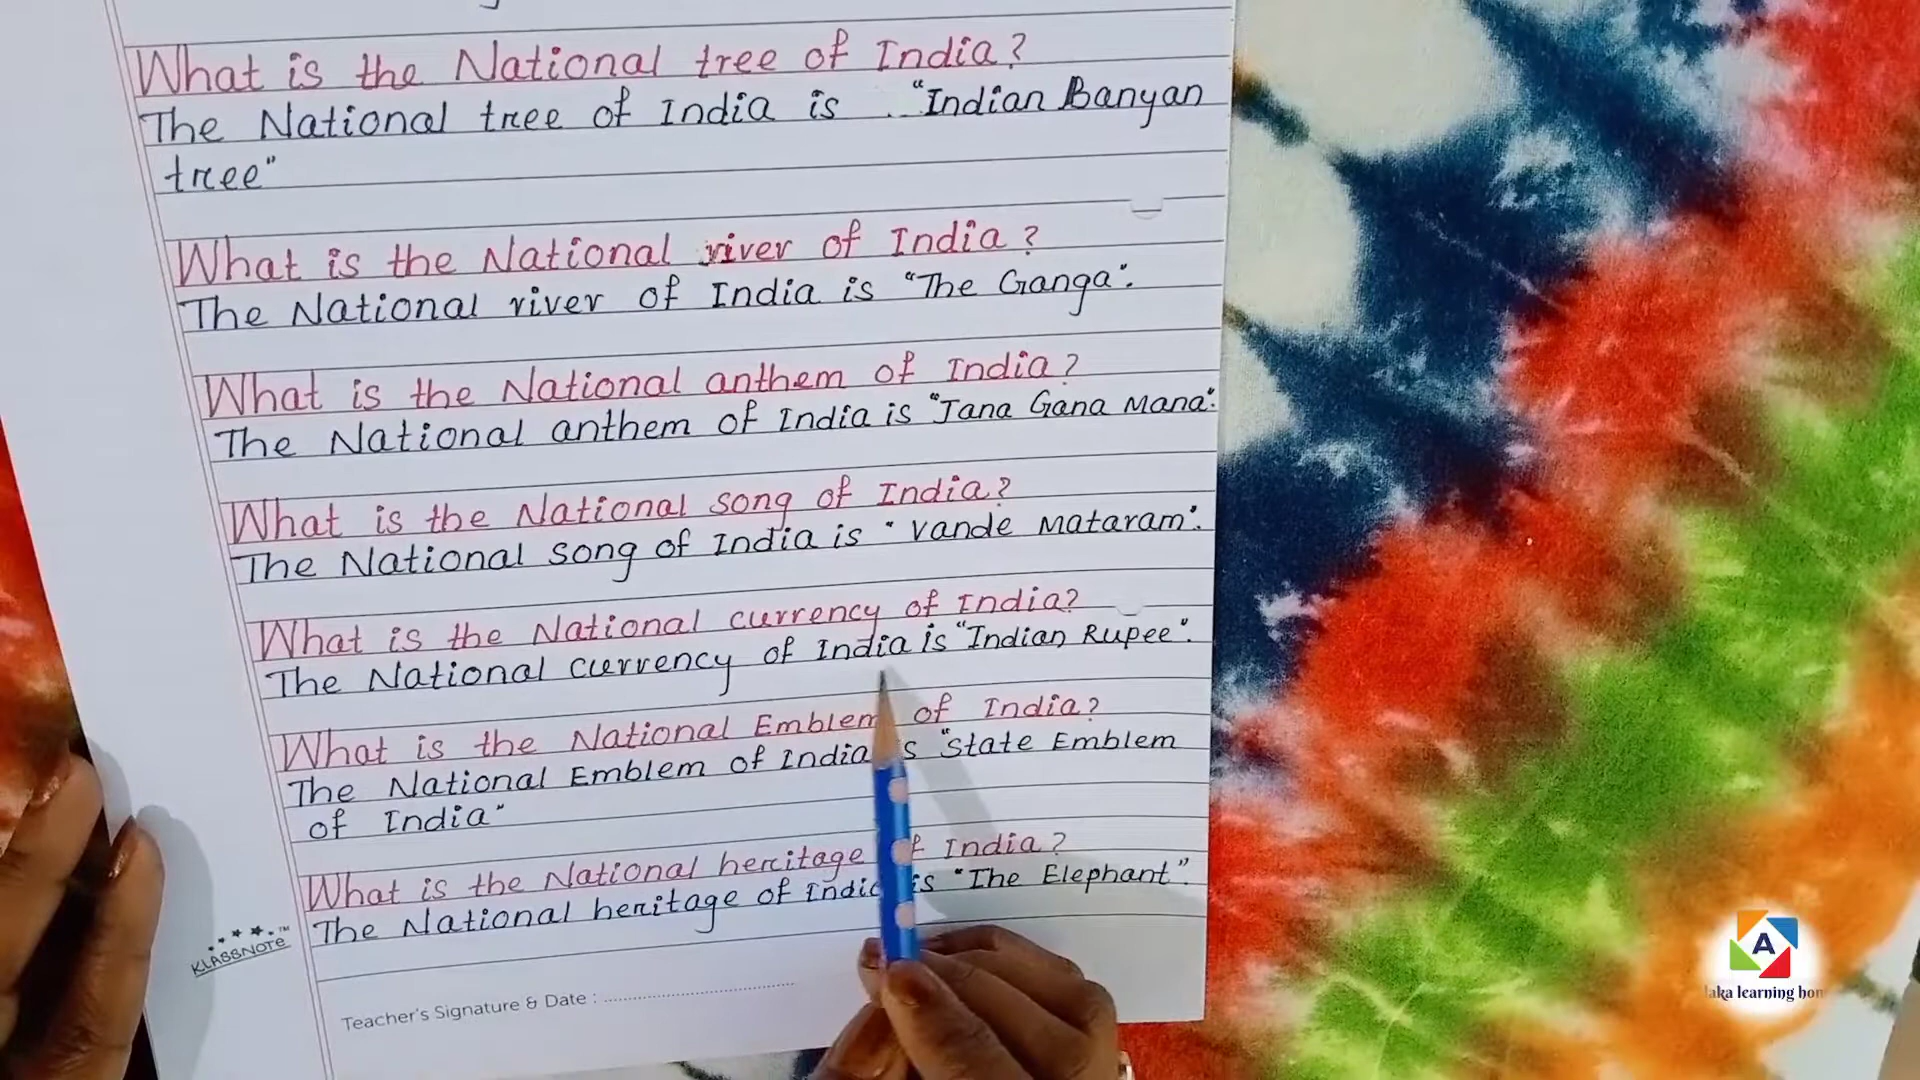 What is the National tree of India?
The National tree of India is "Indian Banyan
tree"
What is the National river of India?
The National river of India is "The Ganga".
What is the National anthem of India?
The National anthem of India is "Jana Gana Mana".
What is the National song of India?
The National song of India is "Vande Mataram".
What is the National currency of India?
The National currency of India is "Indian Rupee".
What is the National Emblem of India?
The National Emblem of India is "State Emblem
of India"
What is the National heritage of India?
The National heritage of India is "The Elephant".
KLASSNOTE™
Teacher's Signature & Date :
A
learning